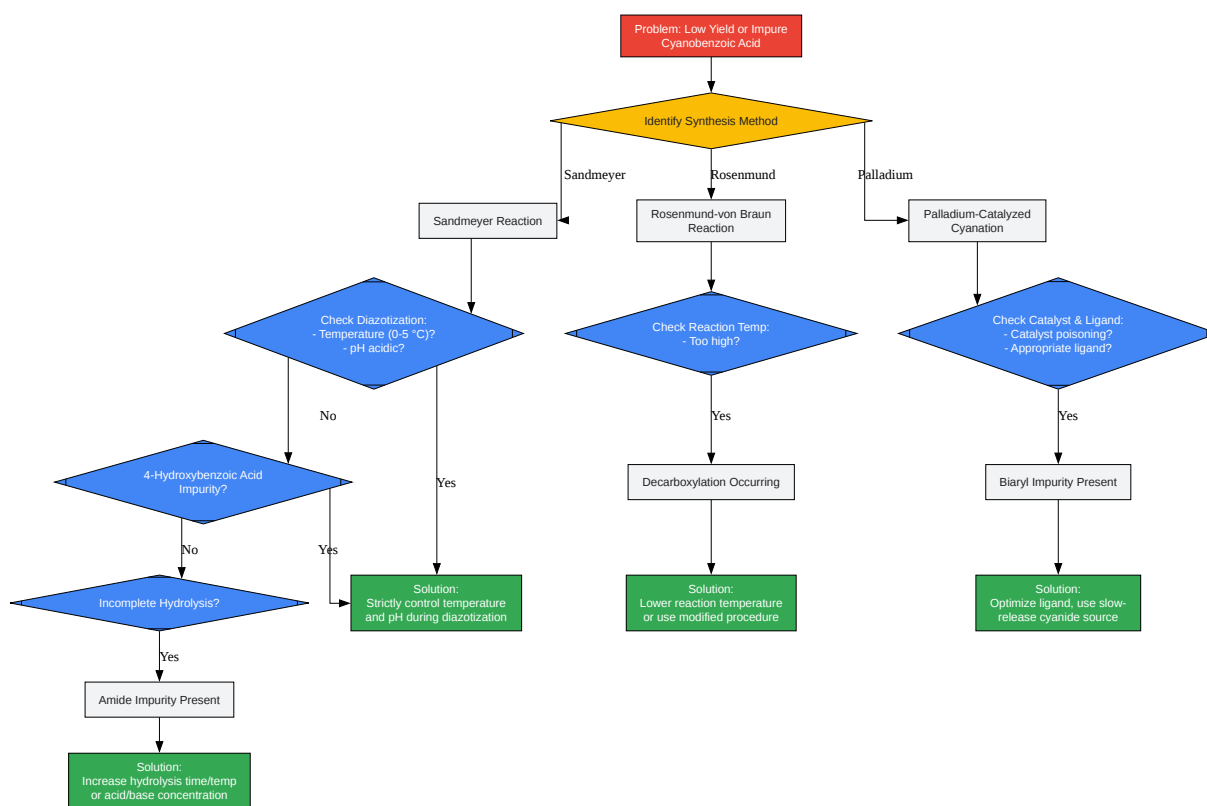 Problem: Low Yield or Impure
Cyanobenzoic Acid
Identify Synthesis Method
Sandmeyer
Rosenmund
Palladium
Sandmeyer Reaction
Rosenmund-von Braun
Reaction
Palladium-Catalyzed
Cyanation
Check Diazotization:
- Temperature (0-5 °C)?
- pH acidic?
Check Reaction Temp:
- Too high?
Check Catalyst & Ligand:
- Catalyst poisoning?
- Appropriate ligand?
No
Yes
Yes
Yes
4-Hydroxybenzoic Acid
Impurity?
Decarboxylation Occurring
Biaryl Impurity Present
No
Yes
Incomplete Hydrolysis?
Solution:
Strictly control temperature
and pH during diazotization
Solution:
Lower reaction temperature
or use modified procedure
Solution:
Optimize ligand, use slow-
release cyanide source
Yes
Amide Impurity Present
Solution:
Increase hydrolysis time/temp
or acid/base concentration